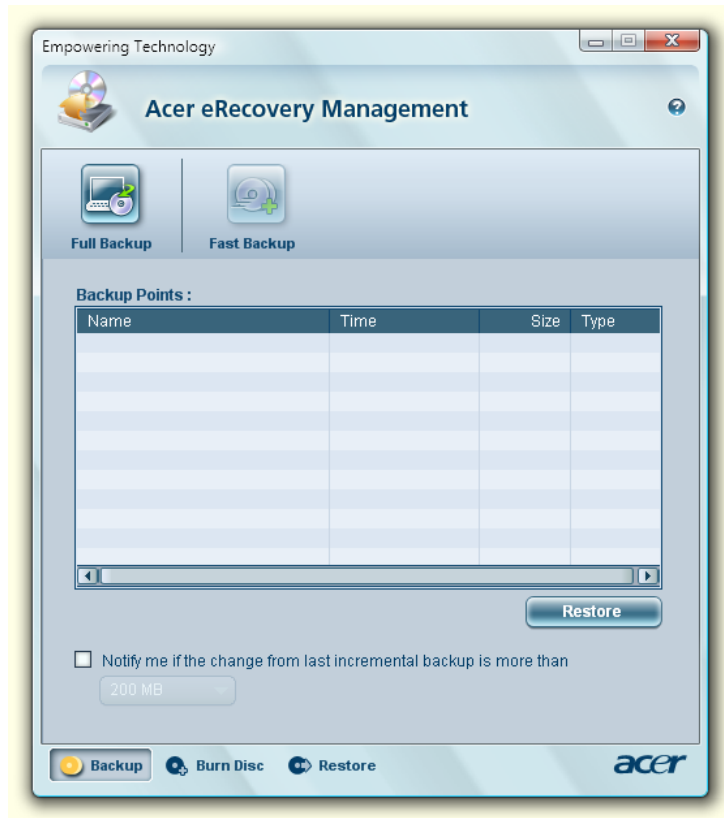 Empowering Technology
Acer eRecovery Management
Full Backup
Fast Backup
Backup Points :
Name Time Size Type
Restore
Notify me if the change from last incremental backup is more than
200 MB
Backup Burn Disc Restore
acer